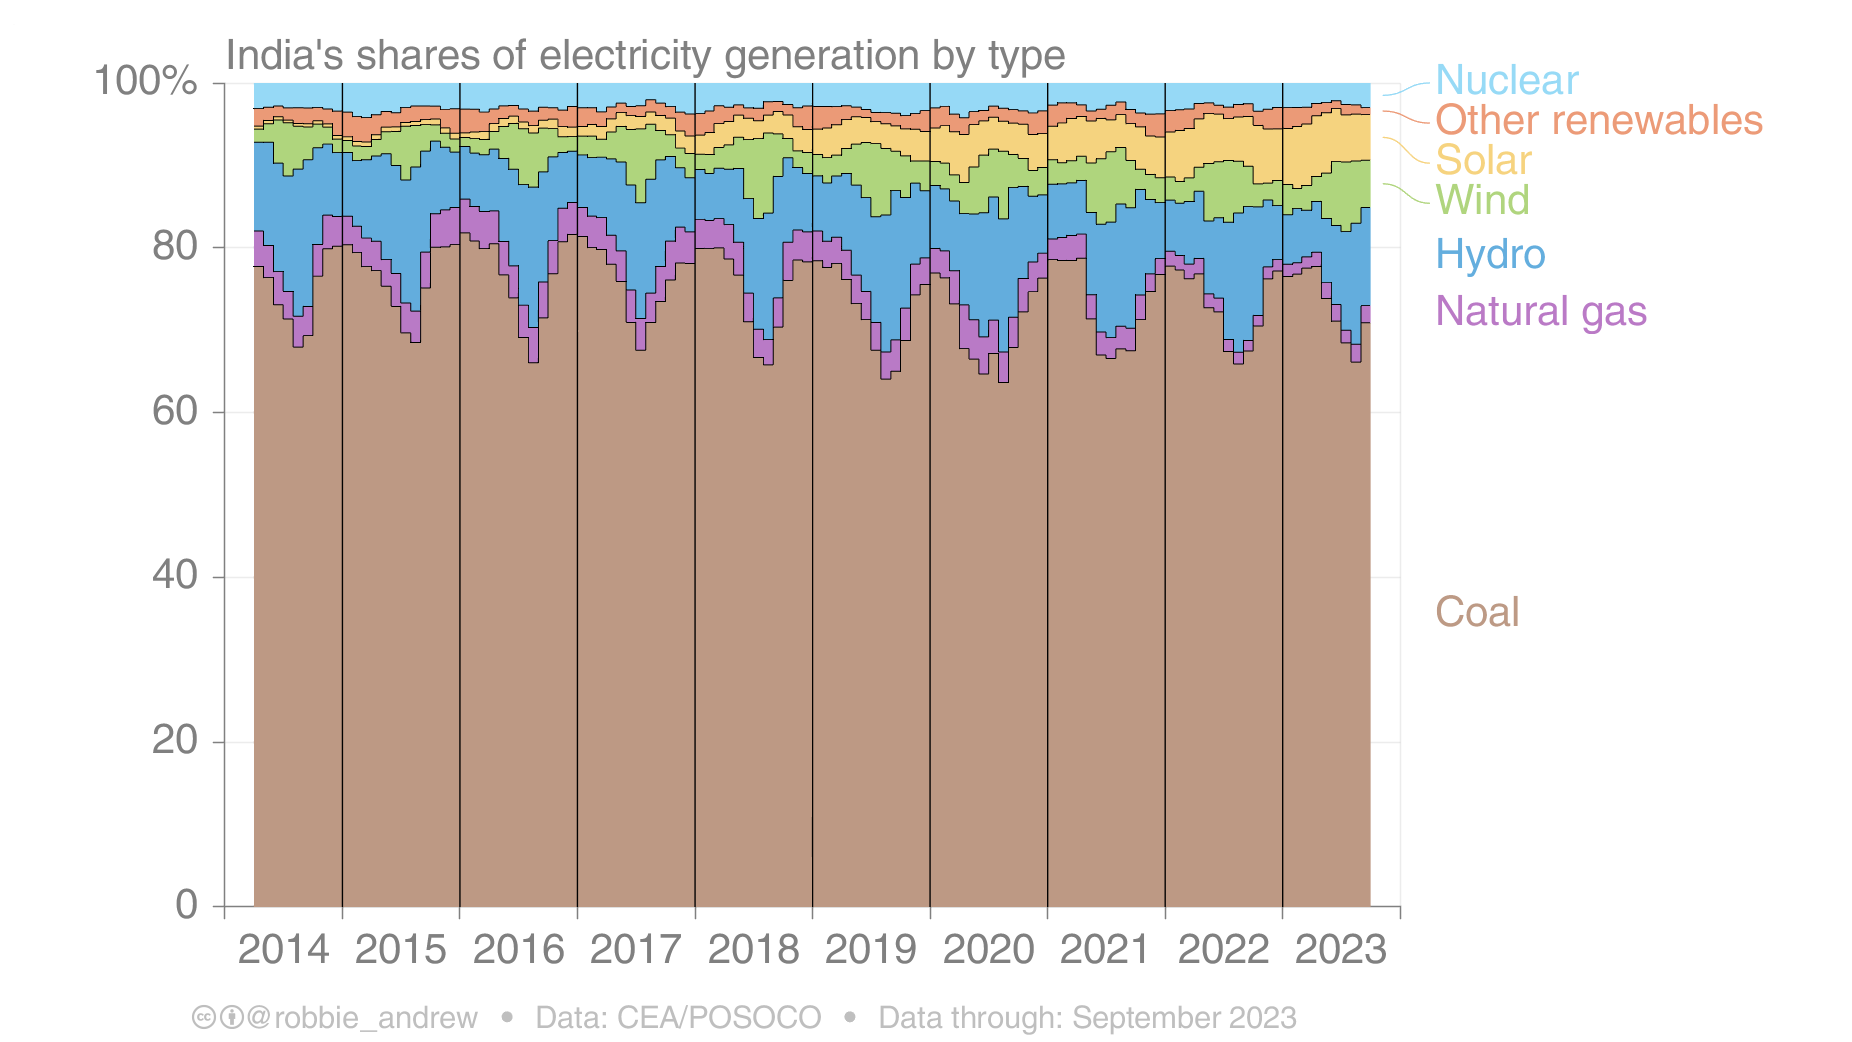 India's shares of electricity generation by type
100%
80
60
40
20
0
Nuclear
Other renewables
Solar
Wind
Hydro
Natural gas
Coal
2014 2015 2016 2017 2018 2019 2020 2021 2022 2023
@robbie_andrew • Data: CEA/POSOCO • Data through: September 2023